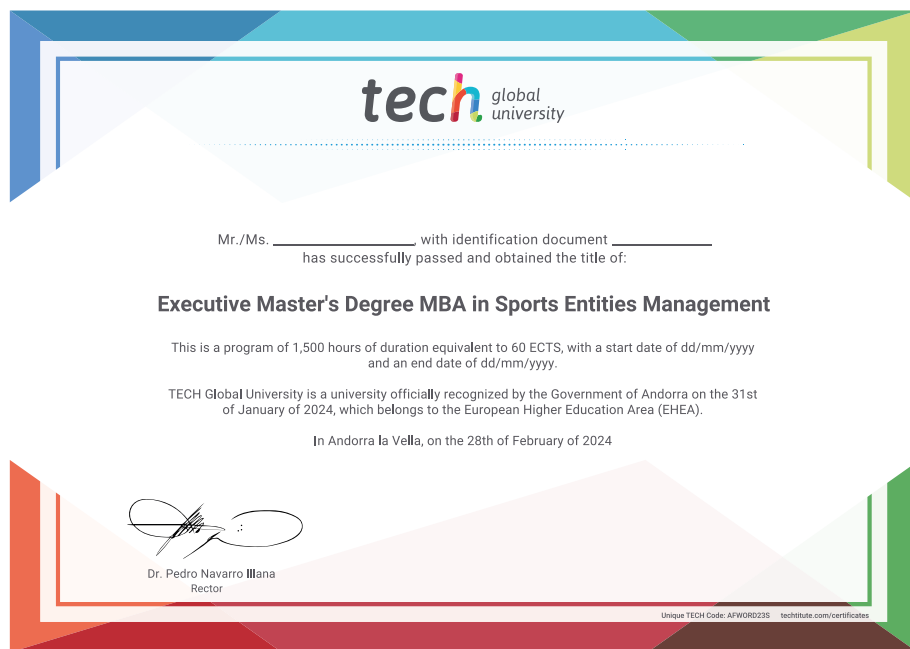 tech global
university
Mr./Ms. ______________, with identification document __________
has successfully passed and obtained the title of:
Executive Master's Degree MBA in Sports Entities Management
This is a program of 1,500 hours of duration equivalent to 60 ECTS, with a start date of dd/mm/yyyy
and an end date of dd/mm/yyyy.
TECH Global University is a university officially recognized by the Government of Andorra on the 31st
of January of 2024, which belongs to the European Higher Education Area (EHEA).
In Andorra la Vella, on the 28th of February of 2024
Dr. Pedro Navarro Illana
Rector
Unique TECH Code: AFWORD23S techtitute.com/certificates